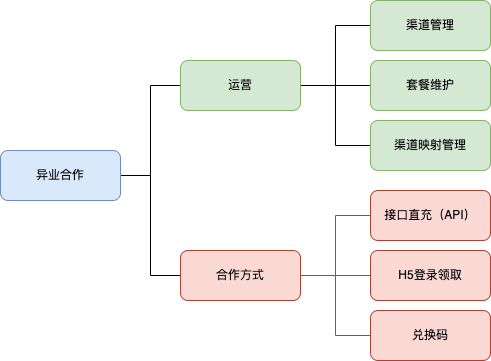 异业合作
运营
渠道管理
套餐维护
渠道映射管理
合作方式
接口直充（API）
H5登录领取
兑换码